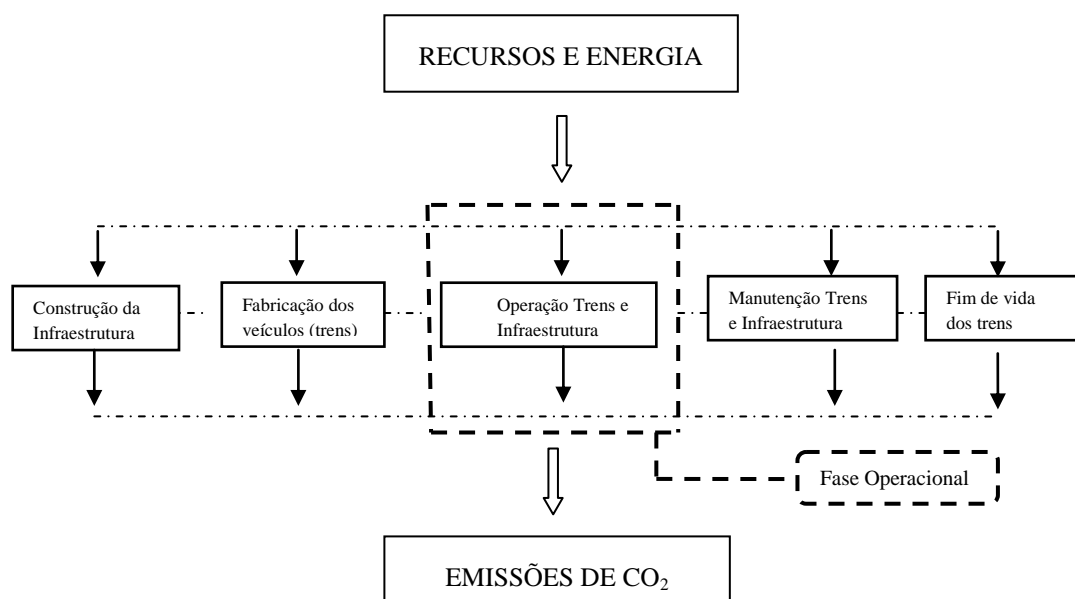 RECURSOS E ENERGIA
Construção da
Infraestrutura
Fabricação dos
veículos (trens)
Operação Trens e
Infraestrutura
Manutenção Trens
e Infraestrutura
Fim de vida
dos trens
Fase Operacional
EMISSÕES DE CO₂